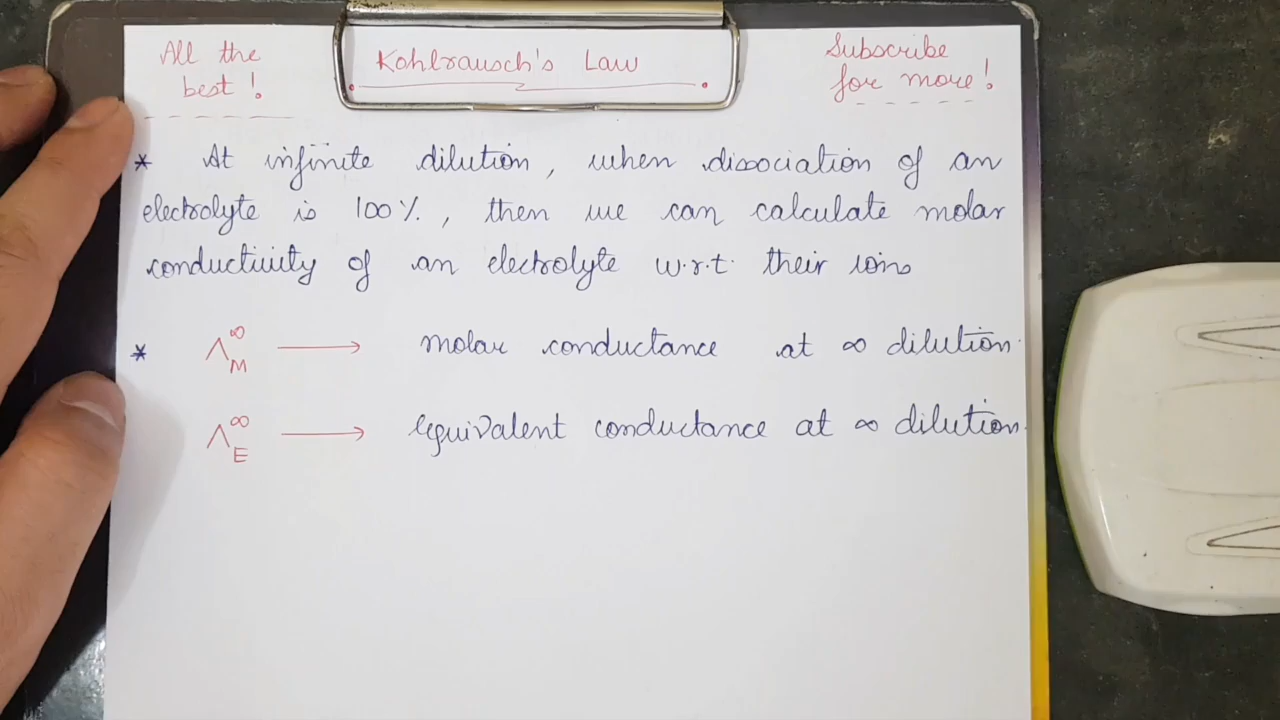 All the
best !
Kohlrausch's Law
Subscribe
for more!
* At infinite dilution, when dissociation of an
electrolyte is 100%, then we can calculate molar
conductivity of an electrolyte w.r.t. their ions
* Λ∞M → molar conductance at ∞ dilution.
Λ∞E → equivalent conductance at ∞ dilution.